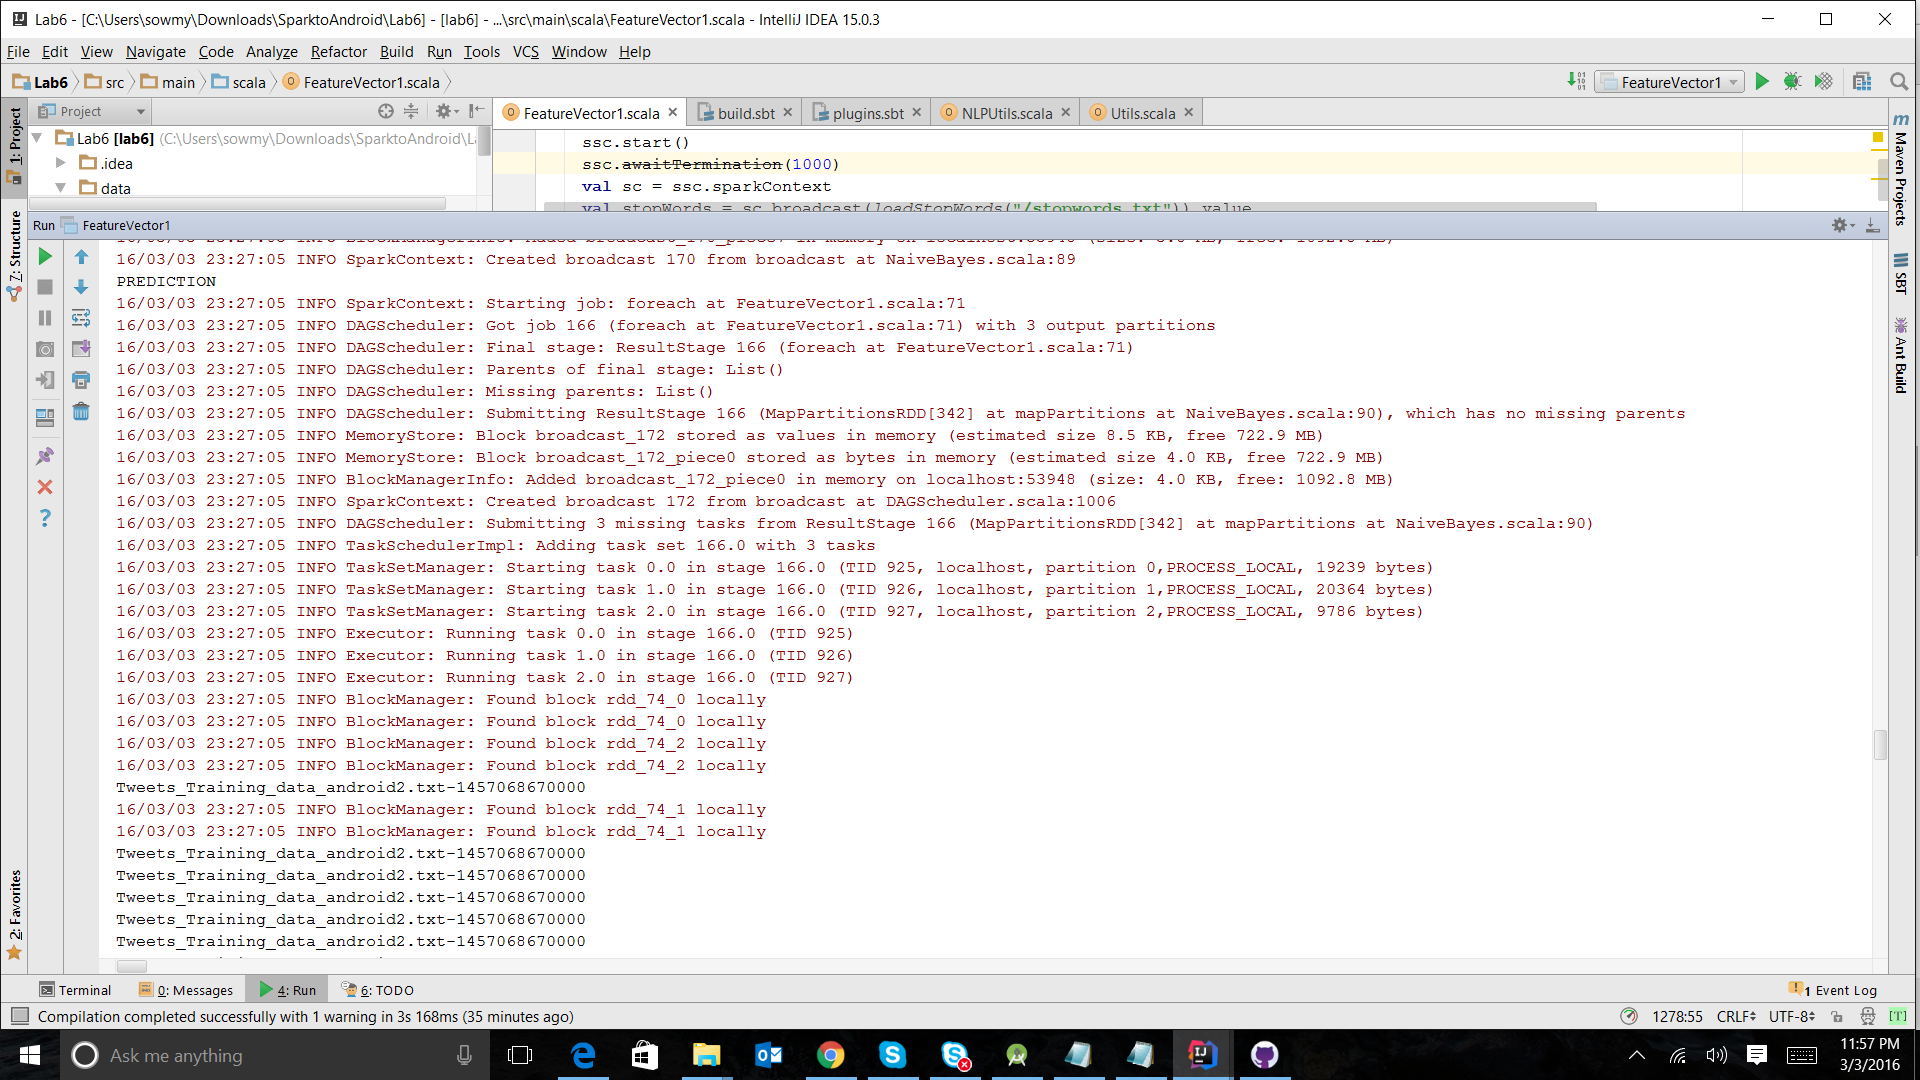 Lab6 - [C:\Users\sowmy\Downloads\SparktoAndroid\Lab6] - [lab6] - ...\src\main\scala\FeatureVector1.scala - IntelliJ IDEA 15.0.3
File Edit View Navigate Code Analyze Refactor Build Run Tools VCS Window Help
Lab6 src main scala FeatureVector1.scala
FeatureVector1
Project
FeatureVector1.scala build.sbt plugins.sbt NLPUtils.scala Utils.scala
1: Project
Lab6 [lab6] (C:\Users\sowmy\Downloads\SparktoAndroid\L
.idea
data
ssc.start()
ssc.awaitTermination(1000)
val sc = ssc.sparkContext
val stopWords = sc.broadcast(loadStopWords("/stopwords.txt")).value
Maven Projects
SBT
Ant Build
7: Structure
2: Favorites
Run FeatureVector1
16/03/03 23:27:05 INFO SparkContext: Created broadcast 170 from broadcast at NaiveBayes.scala:89
PREDICTION
16/03/03 23:27:05 INFO SparkContext: Starting job: foreach at FeatureVector1.scala:71
16/03/03 23:27:05 INFO DAGScheduler: Got job 166 (foreach at FeatureVector1.scala:71) with 3 output partitions
16/03/03 23:27:05 INFO DAGScheduler: Final stage: ResultStage 166 (foreach at FeatureVector1.scala:71)
16/03/03 23:27:05 INFO DAGScheduler: Parents of final stage: List()
16/03/03 23:27:05 INFO DAGScheduler: Missing parents: List()
16/03/03 23:27:05 INFO DAGScheduler: Submitting ResultStage 166 (MapPartitionsRDD[342] at mapPartitions at NaiveBayes.scala:90), which has no missing parents
16/03/03 23:27:05 INFO MemoryStore: Block broadcast_172 stored as values in memory (estimated size 8.5 KB, free 722.9 MB)
16/03/03 23:27:05 INFO MemoryStore: Block broadcast_172_piece0 stored as bytes in memory (estimated size 4.0 KB, free 722.9 MB)
16/03/03 23:27:05 INFO BlockManagerInfo: Added broadcast_172_piece0 in memory on localhost:53948 (size: 4.0 KB, free: 1092.8 MB)
16/03/03 23:27:05 INFO SparkContext: Created broadcast 172 from broadcast at DAGScheduler.scala:1006
16/03/03 23:27:05 INFO DAGScheduler: Submitting 3 missing tasks from ResultStage 166 (MapPartitionsRDD[342] at mapPartitions at NaiveBayes.scala:90)
16/03/03 23:27:05 INFO TaskSchedulerImpl: Adding task set 166.0 with 3 tasks
16/03/03 23:27:05 INFO TaskSetManager: Starting task 0.0 in stage 166.0 (TID 925, localhost, partition 0,PROCESS_LOCAL, 19239 bytes)
16/03/03 23:27:05 INFO TaskSetManager: Starting task 1.0 in stage 166.0 (TID 926, localhost, partition 1,PROCESS_LOCAL, 20364 bytes)
16/03/03 23:27:05 INFO TaskSetManager: Starting task 2.0 in stage 166.0 (TID 927, localhost, partition 2,PROCESS_LOCAL, 9786 bytes)
16/03/03 23:27:05 INFO Executor: Running task 0.0 in stage 166.0 (TID 925)
16/03/03 23:27:05 INFO Executor: Running task 1.0 in stage 166.0 (TID 926)
16/03/03 23:27:05 INFO Executor: Running task 2.0 in stage 166.0 (TID 927)
16/03/03 23:27:05 INFO BlockManager: Found block rdd_74_0 locally
16/03/03 23:27:05 INFO BlockManager: Found block rdd_74_0 locally
16/03/03 23:27:05 INFO BlockManager: Found block rdd_74_2 locally
16/03/03 23:27:05 INFO BlockManager: Found block rdd_74_2 locally
Tweets_Training_data_android2.txt-1457068670000
16/03/03 23:27:05 INFO BlockManager: Found block rdd_74_1 locally
16/03/03 23:27:05 INFO BlockManager: Found block rdd_74_1 locally
Tweets_Training_data_android2.txt-1457068670000
Tweets_Training_data_android2.txt-1457068670000
Tweets_Training_data_android2.txt-1457068670000
Tweets_Training_data_android2.txt-1457068670000
Tweets_Training_data_android2.txt-1457068670000
Terminal 0: Messages 4: Run 6: TODO 1 Event Log
Compilation completed successfully with 1 warning in 3s 168ms (35 minutes ago) 1278:55 CRLF UTF-8 [T]
Ask me anything
11:57 PM
3/3/2016